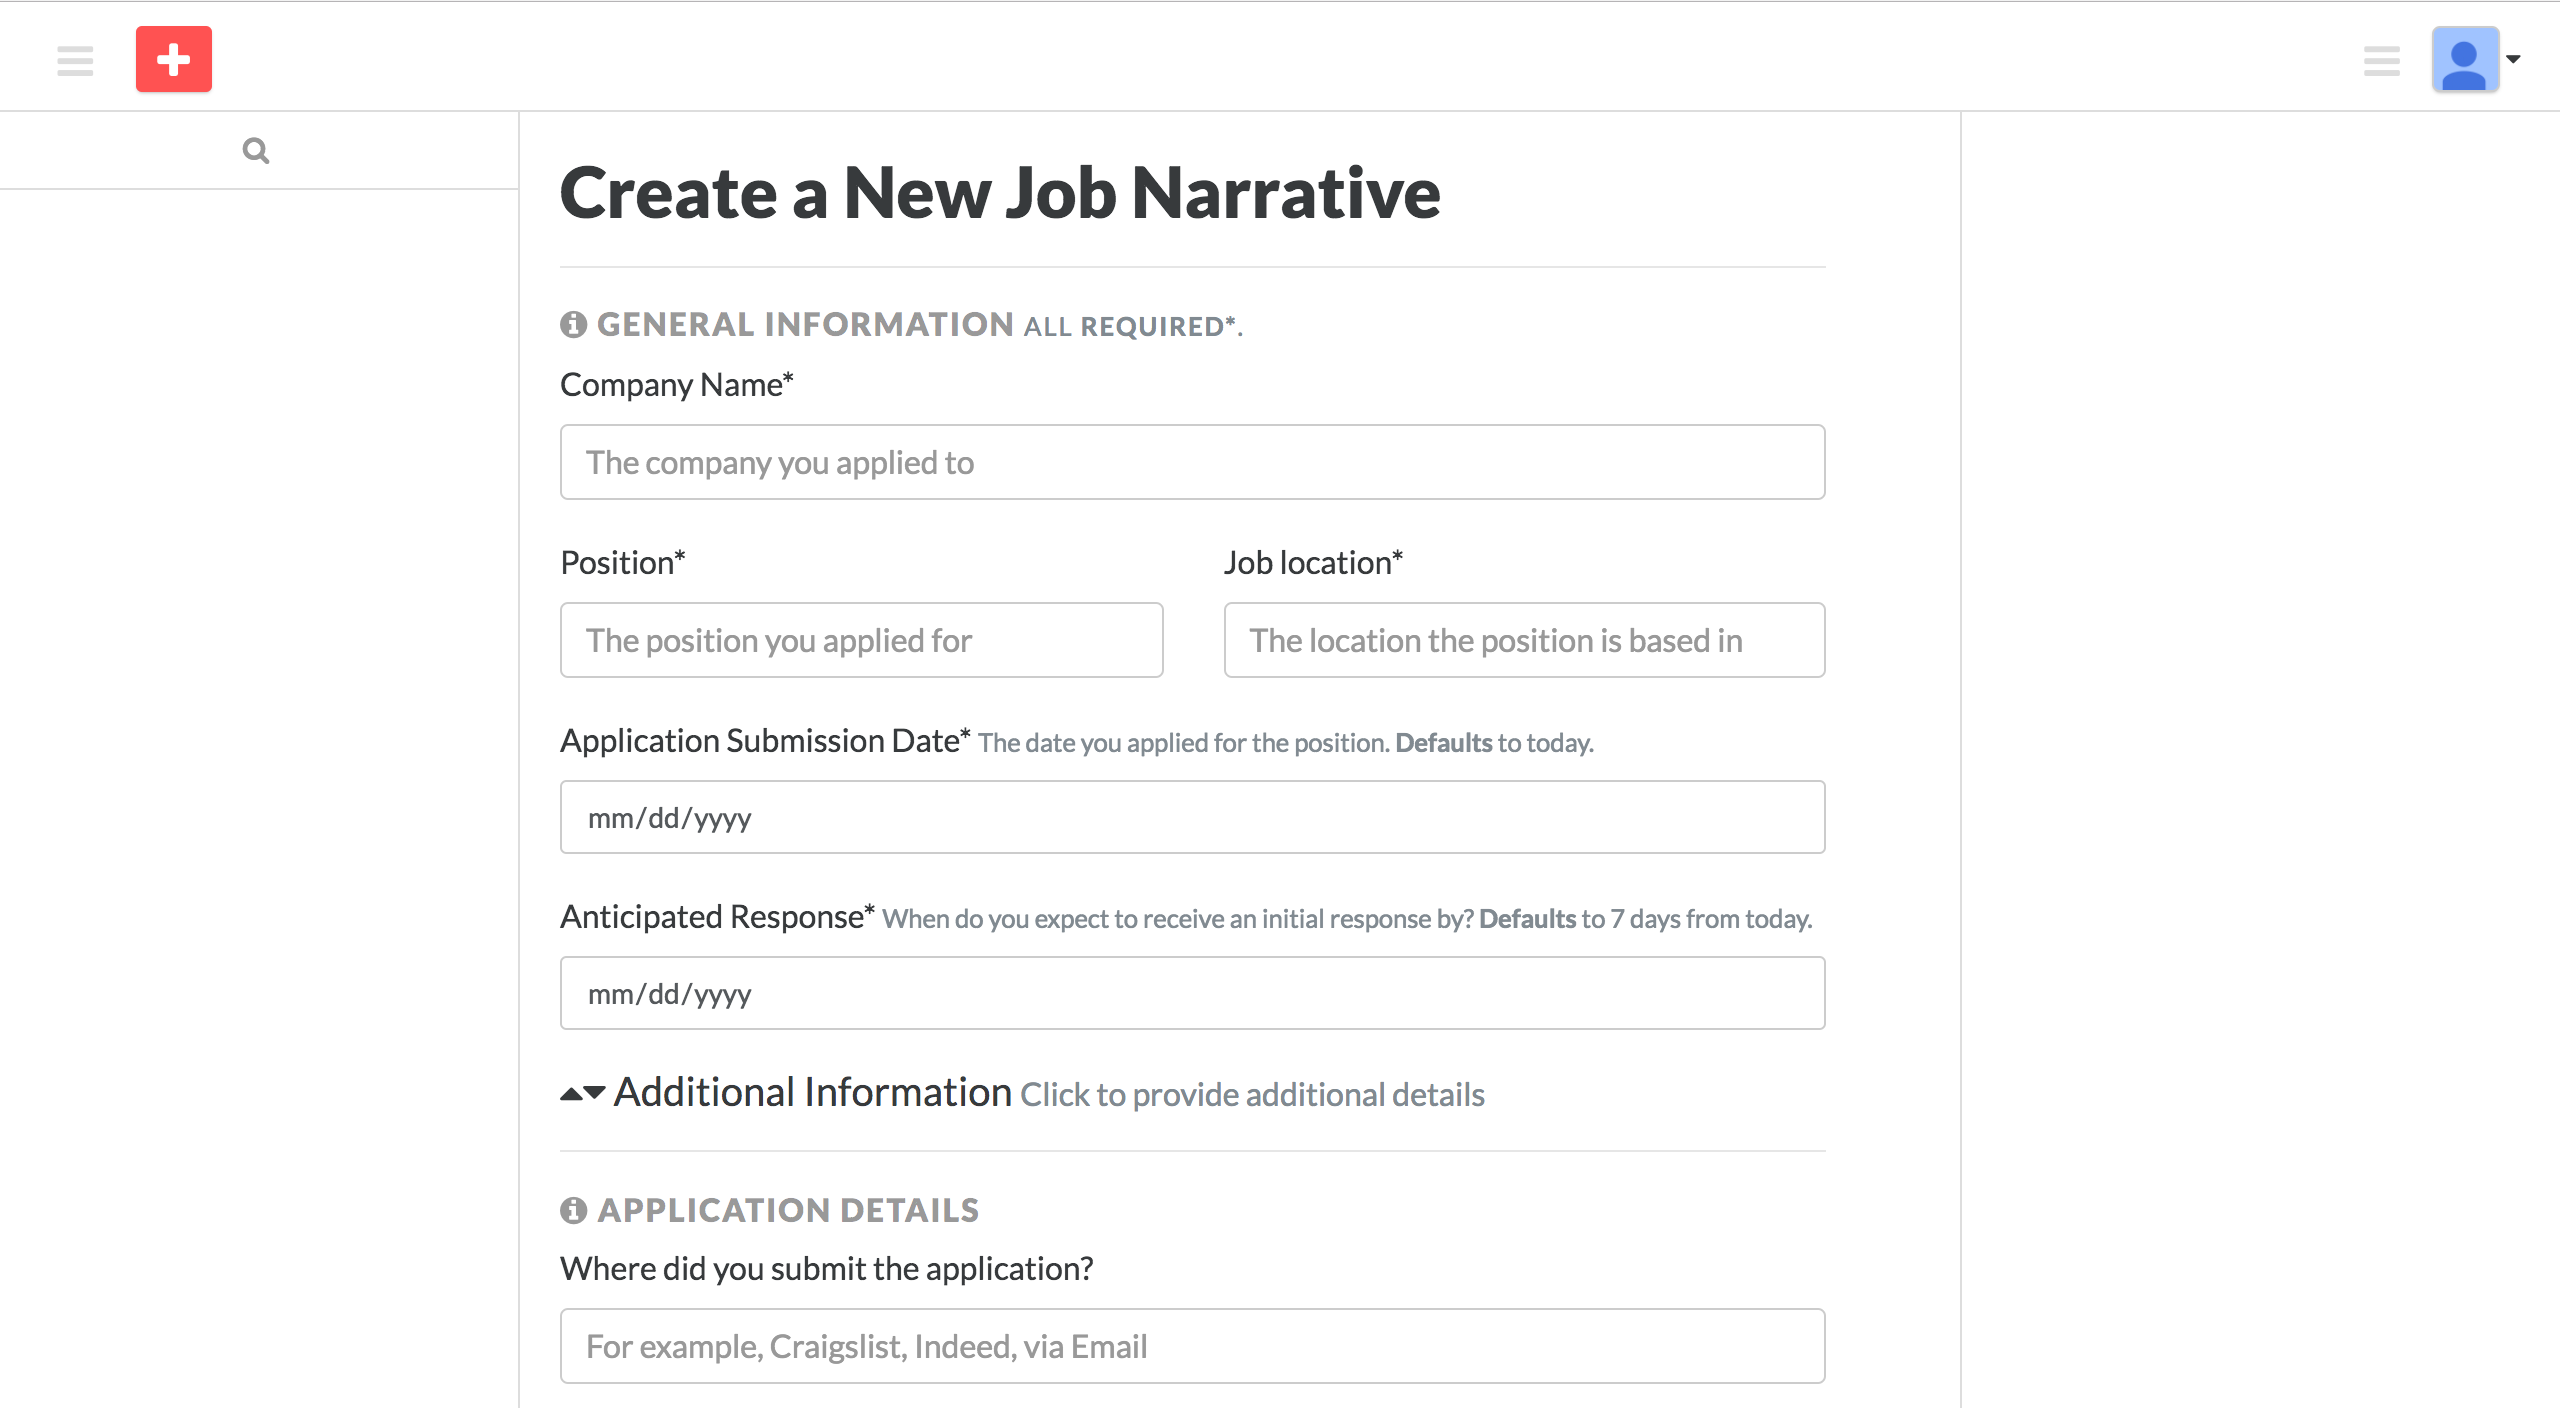 Create a New Job Narrative
GENERAL INFORMATION ALL REQUIRED*.
Company Name*
The company you applied to
Position* Job location*
The position you applied for The location the position is based in
Application Submission Date* The date you applied for the position. Defaults to today.
mm/dd/yyyy
Anticipated Response* When do you expect to receive an initial response by? Defaults to 7 days from today.
mm/dd/yyyy
Additional Information Click to provide additional details
APPLICATION DETAILS
Where did you submit the application?
For example, Craigslist, Indeed, via Email